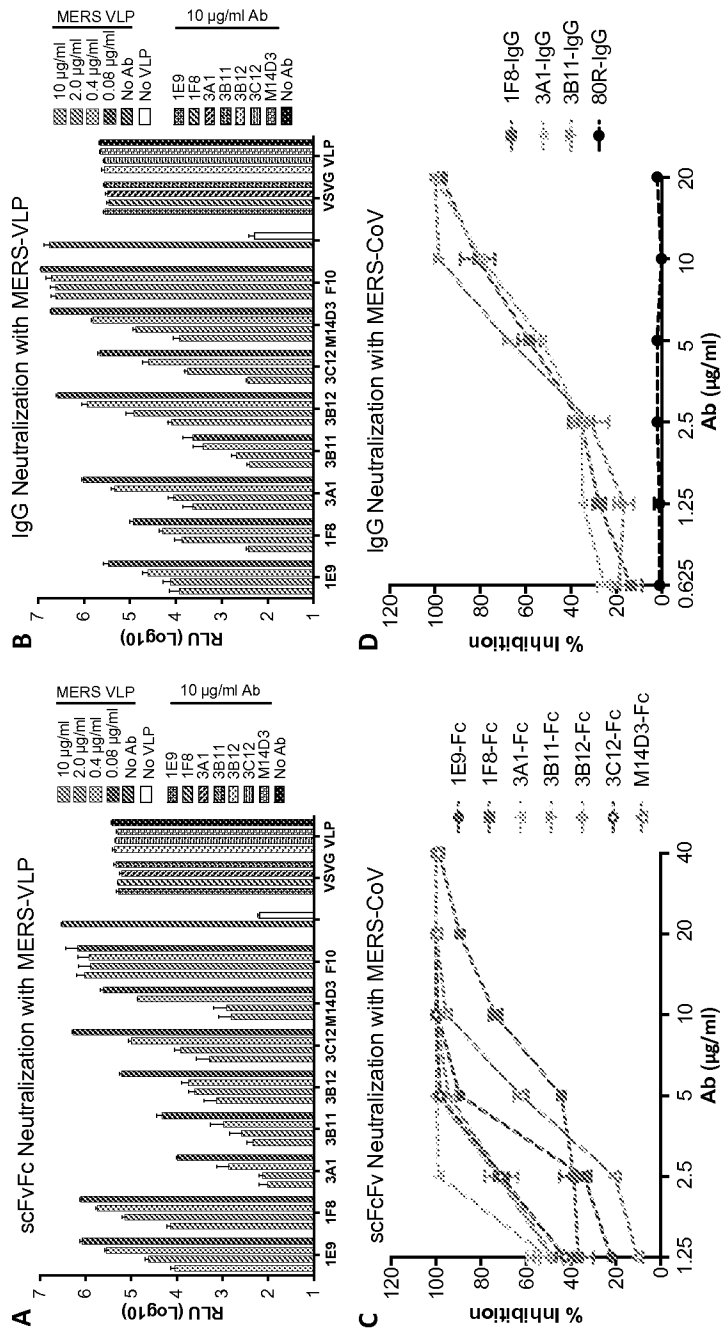 A
scFvFc Neutralization with MERS-VLP
RLU (Log10)
7
6
5
4
3
2
1
1E9 1F8 3A1 3B11 3B12 3C12 M14D3 F10 VSVG VLP
10 µg/ml
2.0 µg/ml
0.4 µg/ml
0.08 µg/ml
No Ab
No VLP
MERS VLP
1E9
1F8
3A1
3B11
3B12
3C12
M14D3
No Ab
10 µg/ml Ab
B
IgG Neutralization with MERS-VLP
RLU (Log10)
7
6
5
4
3
2
1
1E9 1F8 3A1 3B11 3B12 3C12 M14D3 F10 VSVG VLP
10 µg/ml
2.0 µg/ml
0.4 µg/ml
0.08 µg/ml
No Ab
No VLP
MERS VLP
1E9
1F8
3A1
3B11
3B12
3C12
M14D3
No Ab
10 µg/ml Ab
C
scFcFv Neutralization with MERS-CoV
% Inhibition
100
80
60
40
20
0
1.25 2.5 5 10 20 40
Ab (µg/ml)
1E9-Fc
1F8-Fc
3A1-Fc
3B11-Fc
3B12-Fc
3C12-Fc
M14D3-Fc
D
IgG Neutralization with MERS-CoV
% Inhibition
100
80
60
40
20
0
0.625 1.25 2.5 5 10 20
Ab (µg/ml)
1F8-IgG
3A1-IgG
3B11-IgG
80R-IgG